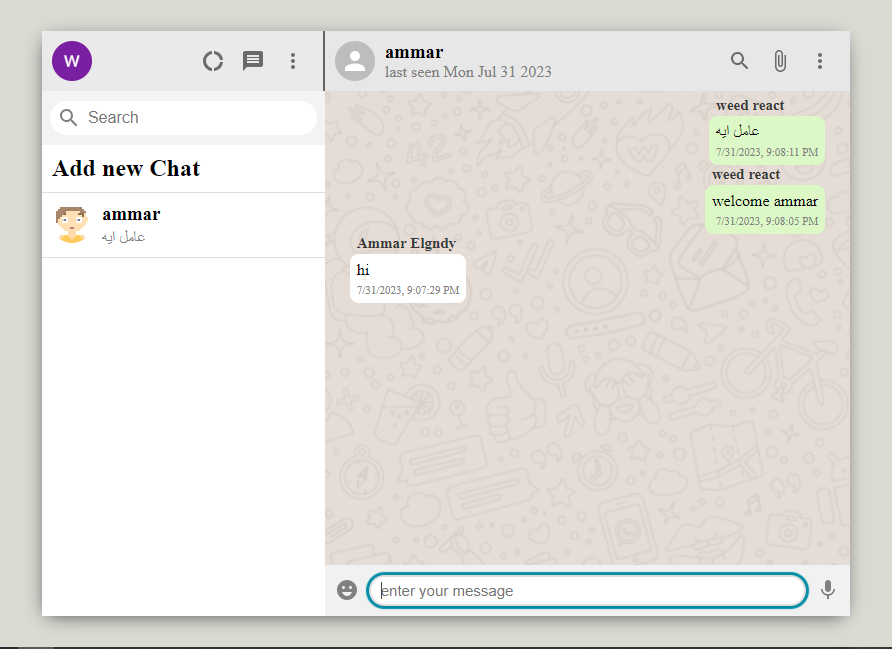 W
Search
Add new Chat
ammar
عامل ايه
ammar
last seen Mon Jul 31 2023
weed react
عامل ايه
7/31/2023, 9:08:11 PM
weed react
welcome ammar
7/31/2023, 9:08:05 PM
Ammar Elgndy
hi
7/31/2023, 9:07:29 PM
enter your message